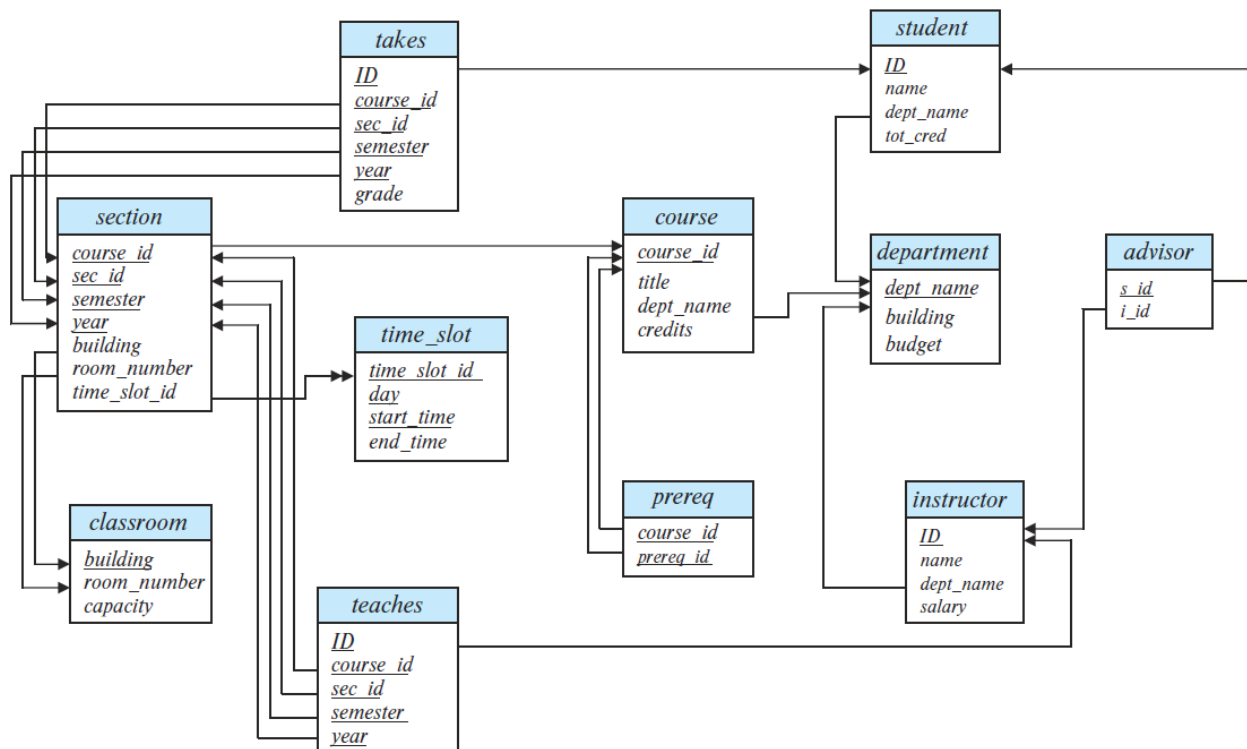 takes
ID
course_id
sec_id
semester
year
grade
student
ID
name
dept_name
tot_cred
section
course_id
sec_id
semester
year
building
room_number
time_slot_id
course
course_id
title
dept_name
credits
department
dept_name
building
budget
advisor
s_id
i_id
time_slot
time_slot_id
day
start_time
end_time
classroom
building
room_number
capacity
prereq
course_id
prereq_id
instructor
ID
name
dept_name
salary
teaches
ID
course_id
sec_id
semester
year